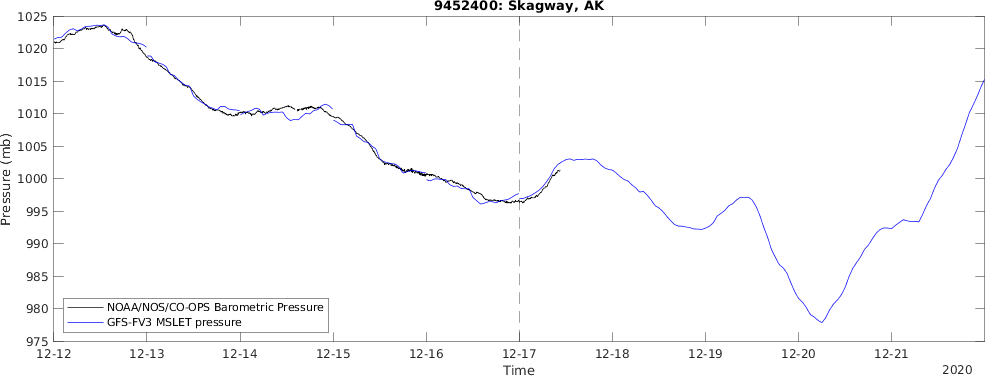 9452400: Skagway, AK
Pressure (mb)
1025
1020
1015
1010
1005
1000
995
990
985
980
975
NOAA/NOS/CO-OPS Barometric Pressure
GFS-FV3 MSLET pressure
12-12 12-13 12-14 12-15 12-16 12-17 12-18 12-19 12-20 12-21
Time
2020